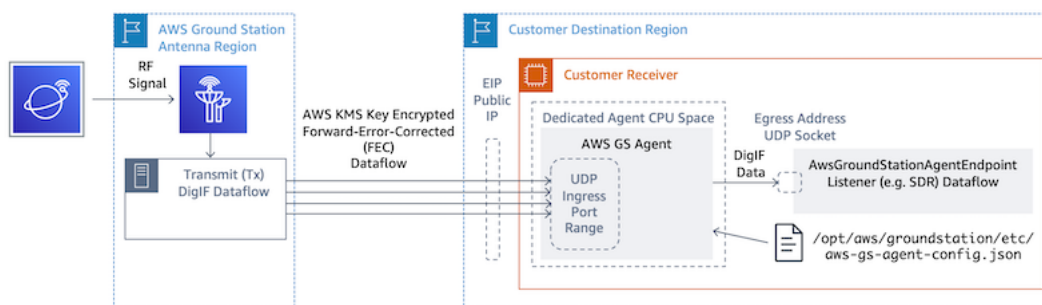 AWS Ground Station
Antenna Region
Customer Destination Region
RF
Signal
Customer Receiver
EIP
Public
IP
AWS KMS Key Encrypted
Forward-Error-Corrected
(FEC)
Dataflow
Dedicated Agent CPU Space
Egress Address
UDP Socket
AWS GS Agent
Transmit (Tx)
DigIF Dataflow
UDP
Ingress
Port
Range
DigIF
Data
AwsGroundStationAgentEndpoint
Listener (e.g. SDR) Dataflow
/opt/aws/groundstation/etc/
aws-gs-agent-config.json